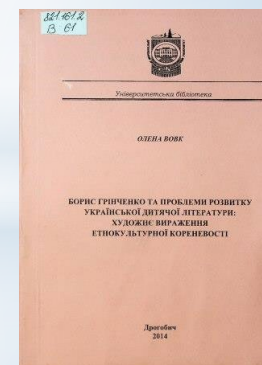 821.161.2
В 61
Університетська бібліотека
ОЛЕНА ВОВК
БОРИС ГРІНЧЕНКО ТА ПРОБЛЕМИ РОЗВИТКУ
УКРАЇНСЬКОЇ ДИТЯЧОЇ ЛІТЕРАТУРИ:
ХУДОЖНЄ ВИРАЖЕННЯ
ЕТНОКУЛЬТУРНОЇ КОРЕНЕВОСТІ
Дрогобич
2014